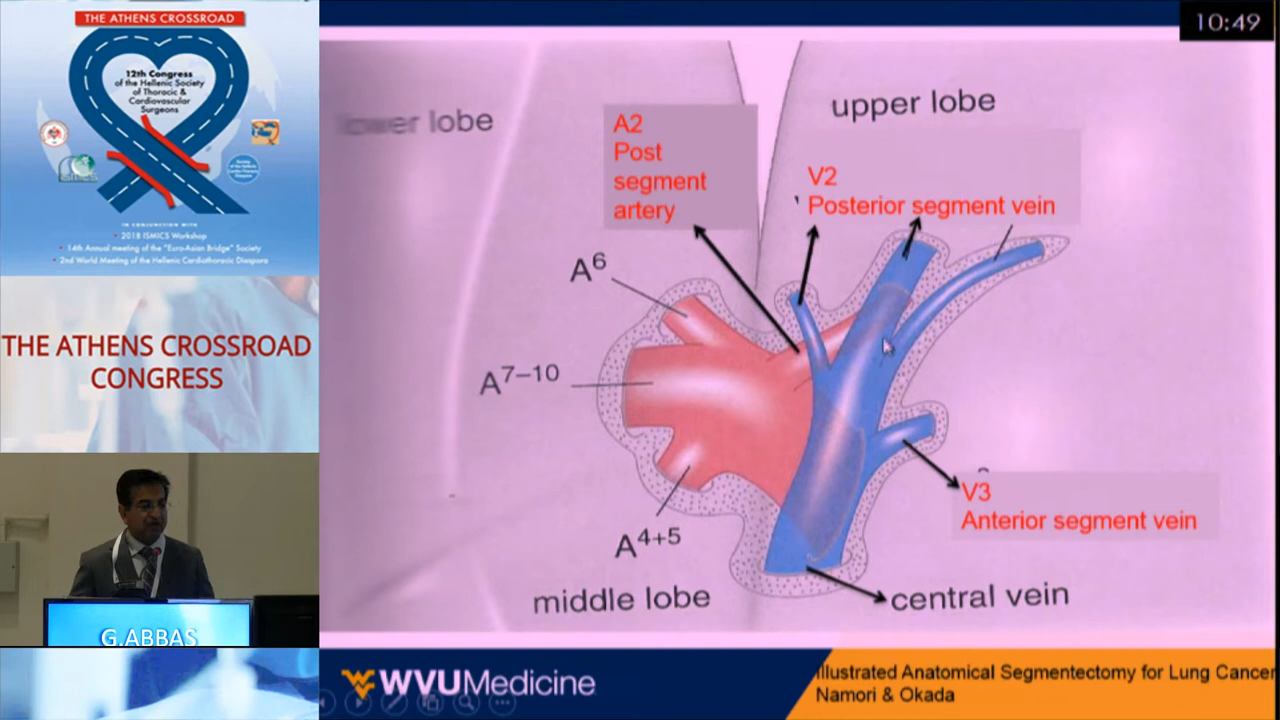 THE ATHENS CROSSROAD
12th Congress
of the Hellenic Society
of Thoracic &
Cardiovascular
Surgeons
IN CONJUNCTION WITH
• 2018 ISMICS Workshop
• 14th Annual meeting of the "Euro-Asian Bridge" Society
• 2nd World Meeting of the Hellenic Cardiothoracic Diaspora
THE ATHENS CROSSROAD
CONGRESS
G.ABBAS
10:49
lower lobe
upper lobe
A2
Post
segment
artery
V2
Posterior segment vein
A6
A7–10
A4+5
V3
Anterior segment vein
middle lobe
central vein
WVUMedicine
Illustrated Anatomical Segmentectomy for Lung Cancer
Namori & Okada